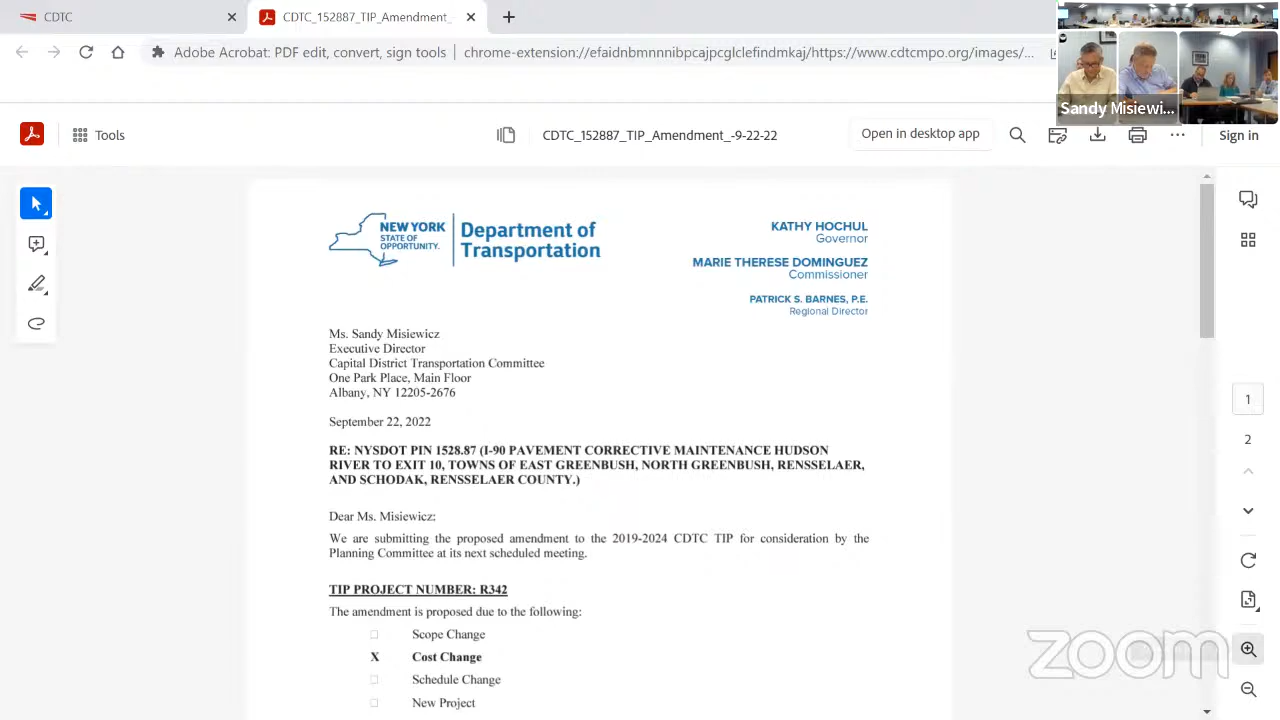 CDTC
CDTC_152887_TIP_Amendment_
Adobe Acrobat: PDF edit, convert, sign tools
chrome-extension://efaidnbmnnnibpcajpcglclefindmkaj/https://www.cdtcmpo.org/images/...
Sandy Misiewi...
Tools
CDTC_152887_TIP_Amendment_-9-22-22
Open in desktop app
Sign in
NEW YORK
STATE OF
OPPORTUNITY.
Department of
Transportation
KATHY HOCHUL
Governor
MARIE THERESE DOMINGUEZ
Commissioner
PATRICK S. BARNES, P.E.
Regional Director
Ms. Sandy Misiewicz
Executive Director
Capital District Transportation Committee
One Park Place, Main Floor
Albany, NY 12205-2676
September 22, 2022
RE: NYSDOT PIN 1528.87 (I-90 PAVEMENT CORRECTIVE MAINTENANCE HUDSON
RIVER TO EXIT 10, TOWNS OF EAST GREENBUSH, NORTH GREENBUSH, RENSSELAER,
AND SCHODAK, RENSSELAER COUNTY.)
Dear Ms. Misiewicz:
We are submitting the proposed amendment to the 2019-2024 CDTC TIP for consideration by the
Planning Committee at its next scheduled meeting.
TIP PROJECT NUMBER: R342
The amendment is proposed due to the following:
Scope Change
X Cost Change
Schedule Change
New Project
1
2
zoom